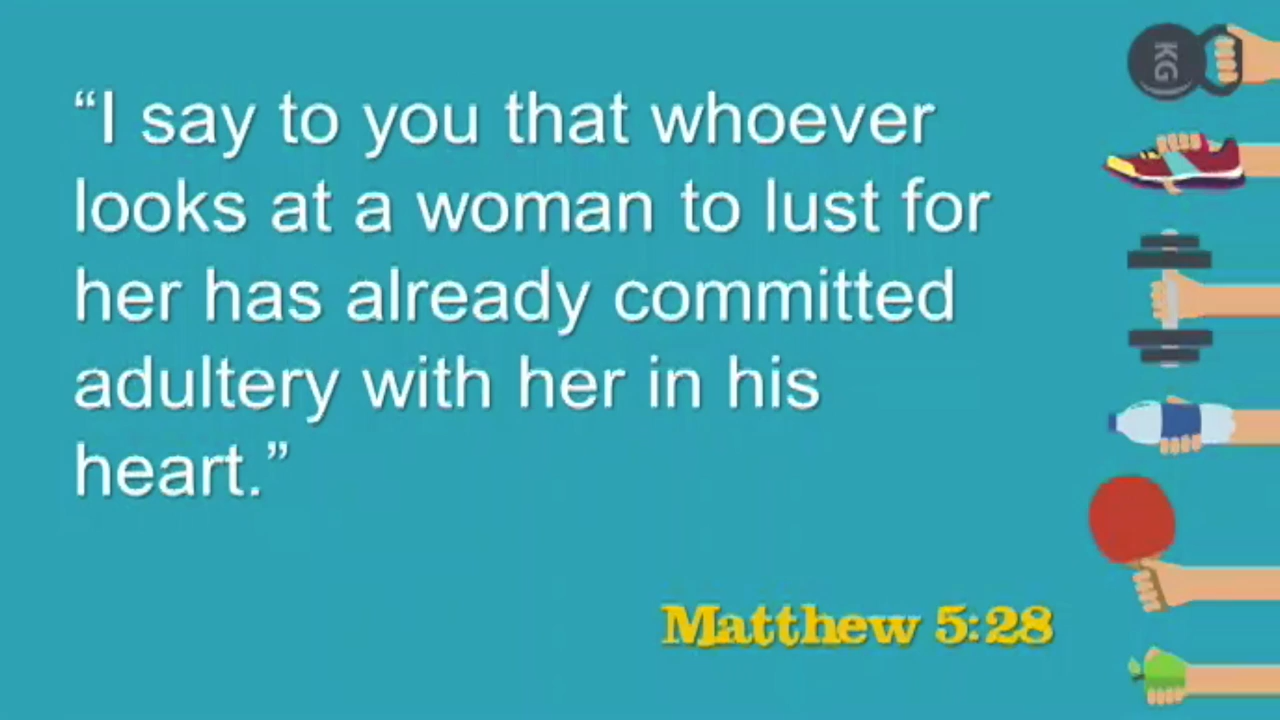 “I say to you that whoever
looks at a woman to lust for
her has already committed
adultery with her in his
heart.”
Matthew 5:28
KG